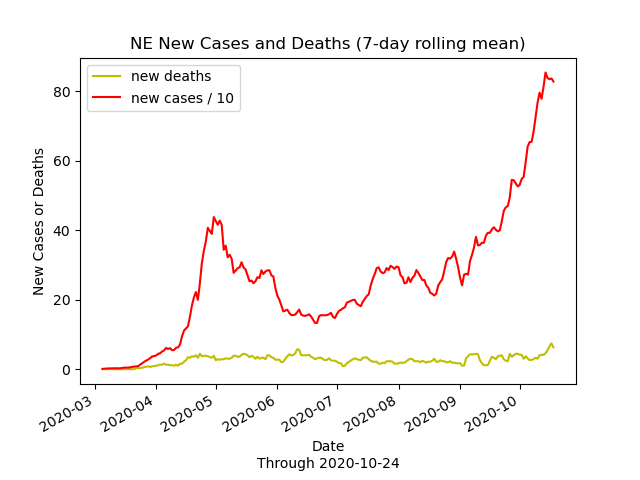 NE New Cases and Deaths (7-day rolling mean)
new deaths
new cases / 10
New Cases or Deaths
80
60
40
20
0
2020-03
2020-04
2020-05
2020-06
2020-07
2020-08
2020-09
2020-10
Date
Through 2020-10-24